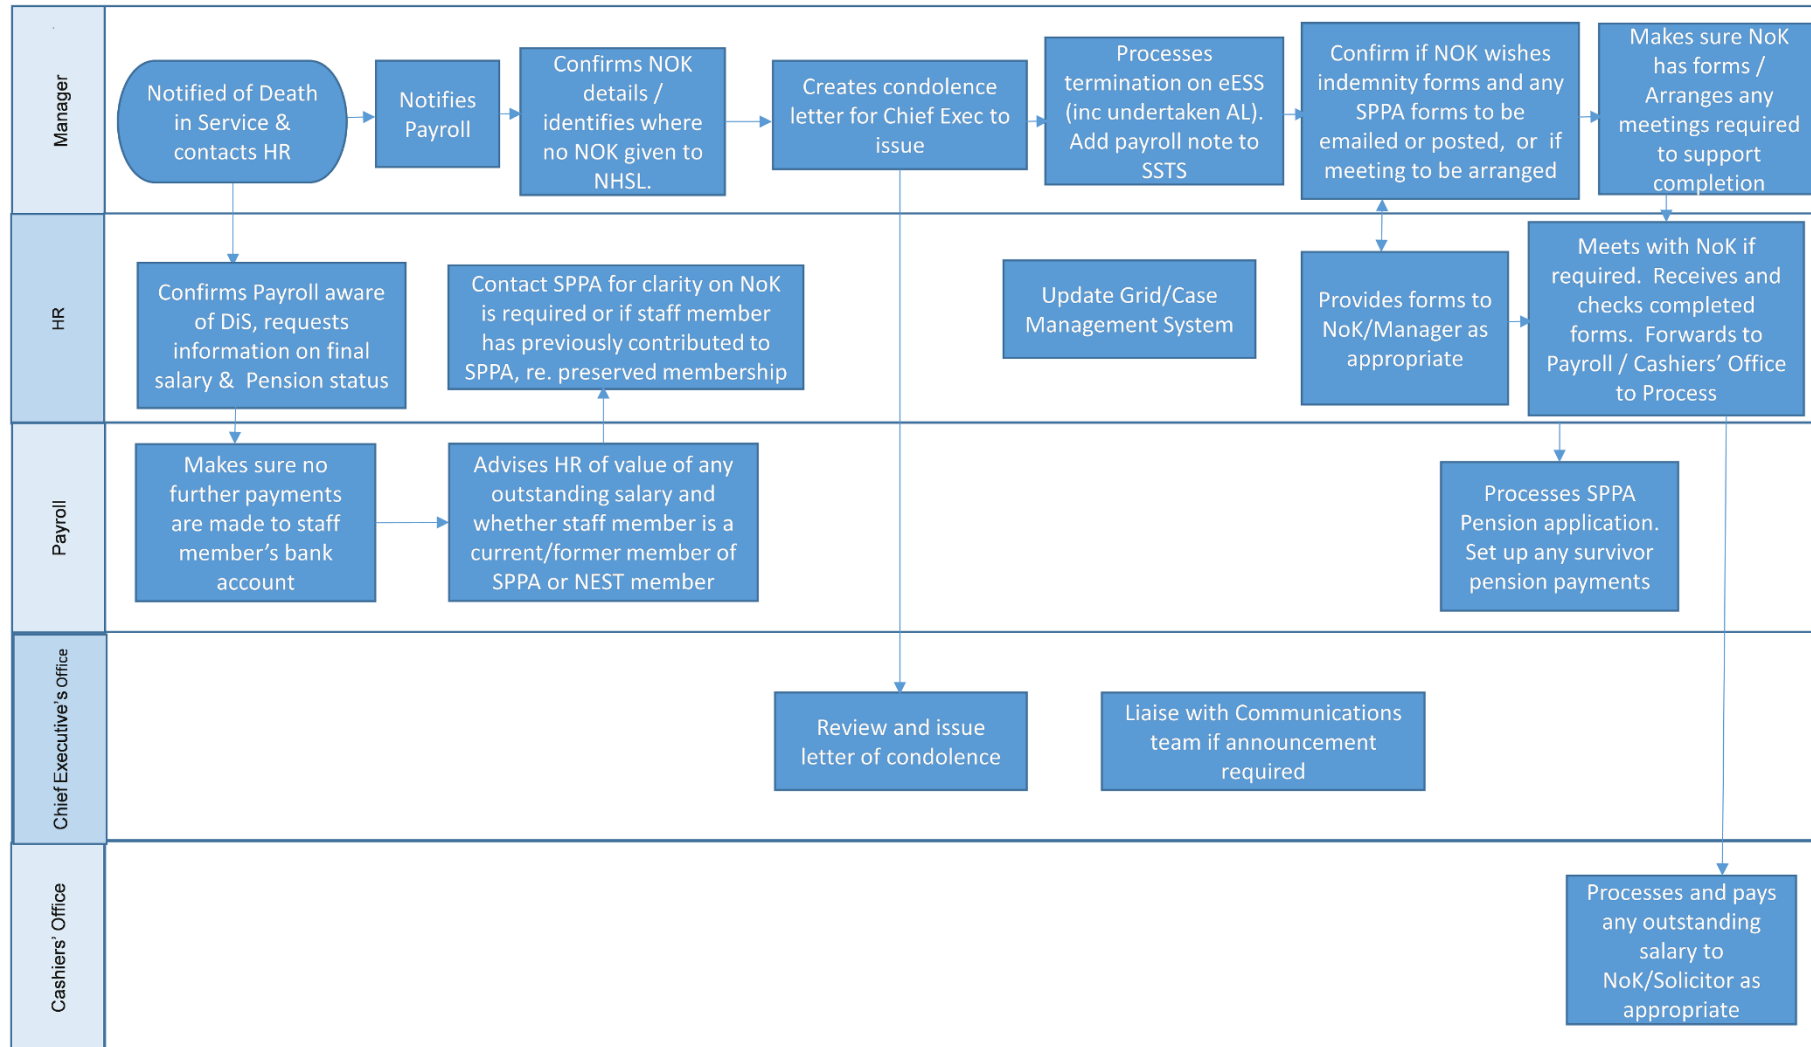 Manager
Notified of Death
in Service &
contacts HR
Notifies
Payroll
Confirms NOK
details /
identifies where
no NOK given to
NHSL.
Creates condolence
letter for Chief Exec to
issue
Processes
termination on eESS
(inc undertaken AL).
Add payroll note to
SSTS
Confirm if NOK wishes
indemnity forms and any
SPPA forms to be
emailed or posted, or if
meeting to be arranged
Makes sure NoK
has forms /
Arranges any
meetings required
to support
completion
HR
Confirms Payroll aware
of DiS, requests
information on final
salary & Pension status
Contact SPPA for clarity on NoK
is required or if staff member
has previously contributed to
SPPA, re. preserved membership
Update Grid/Case
Management System
Provides forms to
NoK/Manager as
appropriate
Meets with NoK if
required. Receives and
checks completed
forms. Forwards to
Payroll / Cashiers' Office
to Process
Payroll
Makes sure no
further payments
are made to staff
member's bank
account
Advises HR of value of any
outstanding salary and
whether staff member is a
current/former member of
SPPA or NEST member
Processes SPPA
Pension application.
Set up any survivor
pension payments
Chief Executive's office
Review and issue
letter of condolence
Liaise with Communications
team if announcement
required
Cashiers' Office
Processes and pays
any outstanding
salary to
NoK/Solicitor as
appropriate